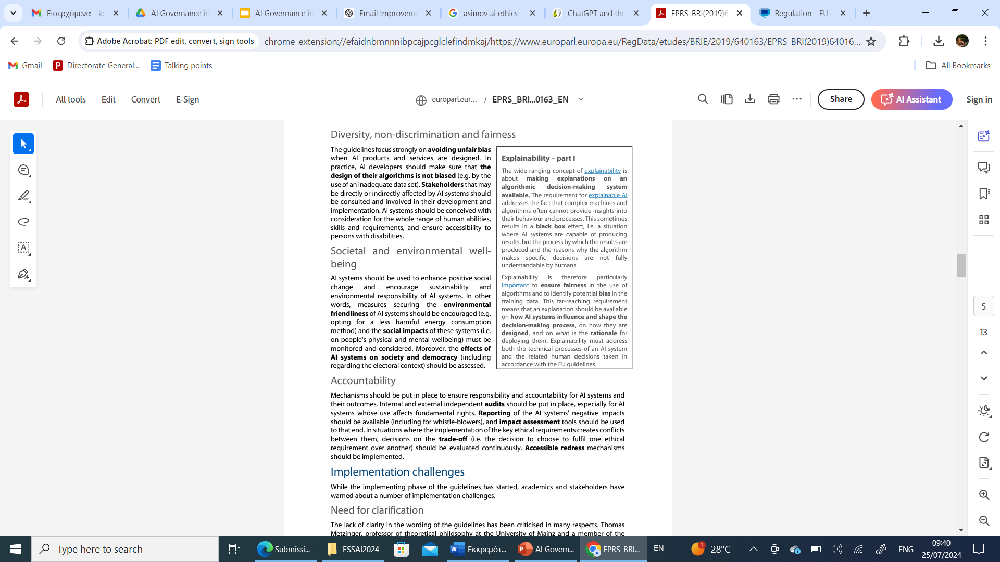 Εισερχόμενα - κο
AI Governance in
AI Governance in
Email Improveme
asimov ai ethics
ChatGPT and the
EPRS_BRI(2019)6
Regulation - EU
Adobe Acrobat: PDF edit, convert, sign tools
chrome-extension://efaidnbmnnnibpcajpcglclefindmkaj/https://www.europarl.europa.eu/RegData/etudes/BRIE/2019/640163/EPRS_BRI(2019)64016...
Gmail
Directorate General...
Talking points
All Bookmarks
All tools
Edit
Convert
E-Sign
europarl.eur... / EPRS_BRI...0163_EN
Share
AI Assistant
Sign in
Diversity, non-discrimination and fairness
The guidelines focus strongly on avoiding unfair bias
when AI products and services are designed. In
practice, AI developers should make sure that the
design of their algorithms is not biased (e.g. by the
use of an inadequate data set). Stakeholders that may
be directly or indirectly affected by AI systems should
be consulted and involved in their development and
implementation. AI systems should be conceived with
consideration for the whole range of human abilities,
skills and requirements, and ensure accessibility to
persons with disabilities.
Societal and environmental well-
being
AI systems should be used to enhance positive social
change and encourage sustainability and
environmental responsibility of AI systems. In other
words, measures securing the environmental
friendliness of AI systems should be encouraged (e.g.
opting for a less harmful energy consumption
method) and the social impacts of these systems (i.e.
on people's physical and mental wellbeing) must be
monitored and considered. Moreover, the effects of
AI systems on society and democracy (including
regarding the electoral context) should be assessed.
Explainability – part I
The wide-ranging concept of explainability is
about making explanations on an
algorithmic decision-making system
available. The requirement for explainable AI
addresses the fact that complex machines and
algorithms often cannot provide insights into
their behaviour and processes. This sometimes
results in a black box effect, i.e. a situation
where AI systems are capable of producing
results, but the process by which the results are
produced and the reasons why the algorithm
makes specific decisions are not fully
understandable by humans.
Explainability is therefore particularly
important to ensure fairness in the use of
algorithms and to identify potential bias in the
training data. This far-reaching requirement
means that an explanation should be available
on how AI systems influence and shape the
decision-making process, on how they are
designed, and on what is the rationale for
deploying them. Explainability must address
both the technical processes of an AI system
and the related human decisions taken in
accordance with the EU guidelines.
Accountability
Mechanisms should be put in place to ensure responsibility and accountability for AI systems and
their outcomes. Internal and external independent audits should be put in place, especially for AI
systems whose use affects fundamental rights. Reporting of the AI systems' negative impacts
should be available (including for whistle-blowers), and impact assessment tools should be used
to that end. In situations where the implementation of the key ethical requirements creates conflicts
between them, decisions on the trade-off (i.e. the decision to choose to fulfil one ethical
requirement over another) should be evaluated continuously. Accessible redress mechanisms
should be implemented.
Implementation challenges
While the implementing phase of the guidelines has started, academics and stakeholders have
warned about a number of implementation challenges.
Need for clarification
The lack of clarity in the wording of the guidelines has been criticised in many respects. Thomas
Metzinger, professor of theoretical philosophy at the University of Mainz and a member of the
5
13
Type here to search
Submissi...
ESSAI2024
Εκκρεμότ...
AI Govern...
EPRS_BRI...
EN
1
28°C
ENG
09:40
25/07/2024